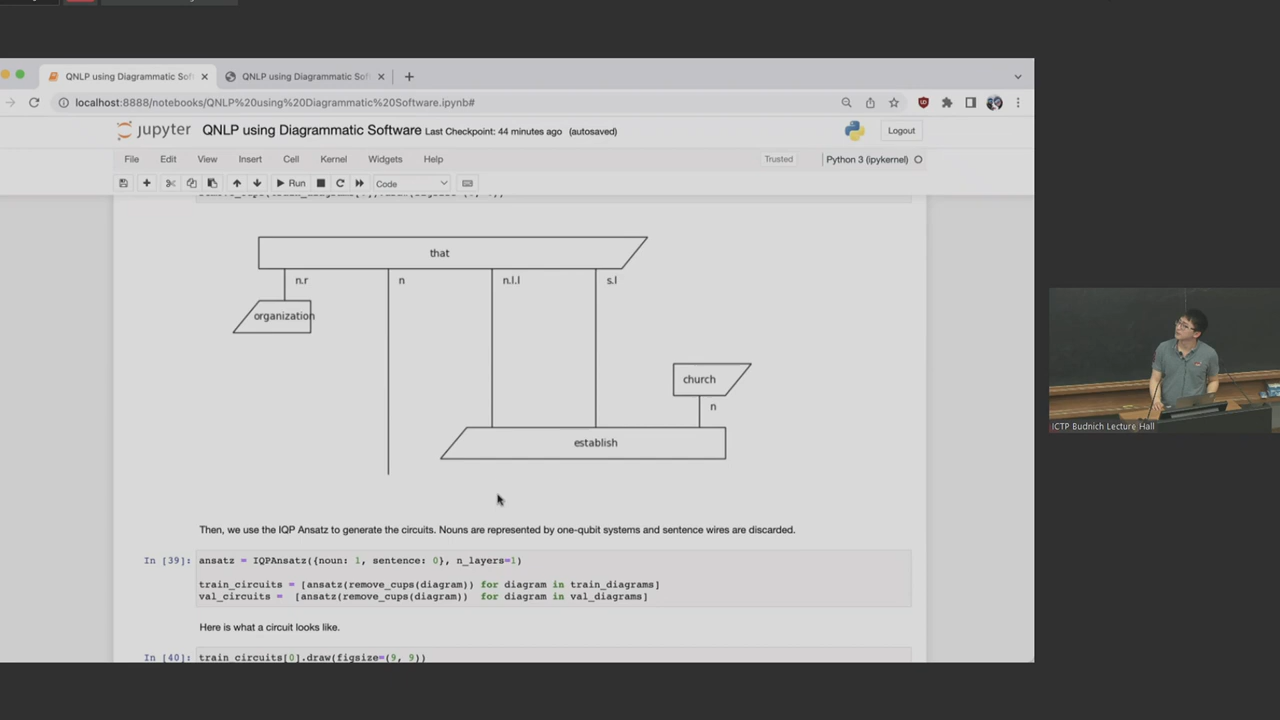 QNLP using Diagrammatic Sof
QNLP using Diagrammatic Sof
localhost:8888/notebooks/QNLP%20using%20Diagrammatic%20Software.ipynb#
jupyter QNLP using Diagrammatic Software Last Checkpoint: 44 minutes ago (autosaved)
Logout
File Edit View Insert Cell Kernel Widgets Help
Trusted
Python 3 (ipykernel)
Run
Code
that
n.r n n.l.l s.l
organization
church
n
establish
Then, we use the IQP Ansatz to generate the circuits. Nouns are represented by one-qubit systems and sentence wires are discarded.
In [39]: ansatz = IQPAnsatz({noun: 1, sentence: 0}, n_layers=1)
train_circuits = [ansatz(remove_cups(diagram)) for diagram in train_diagrams]
val_circuits = [ansatz(remove_cups(diagram)) for diagram in val_diagrams]
Here is what a circuit looks like.
In [40]: train_circuits[0].draw(figsize=(9, 9))
ICTP Budinich Lecture Hall